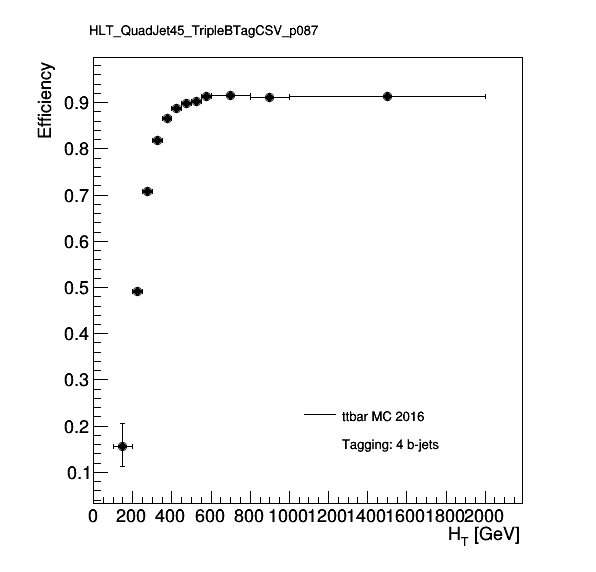 HLT_QuadJet45_TripleBTagCSV_p087
Efficiency
0.9
0.8
0.7
0.6
0.5
0.4
0.3
0.2
0.1
ttbar MC 2016
Tagging: 4 b-jets
0 200 400 600 800 1000 1200 1400 1600 1800 2000
H_T [GeV]